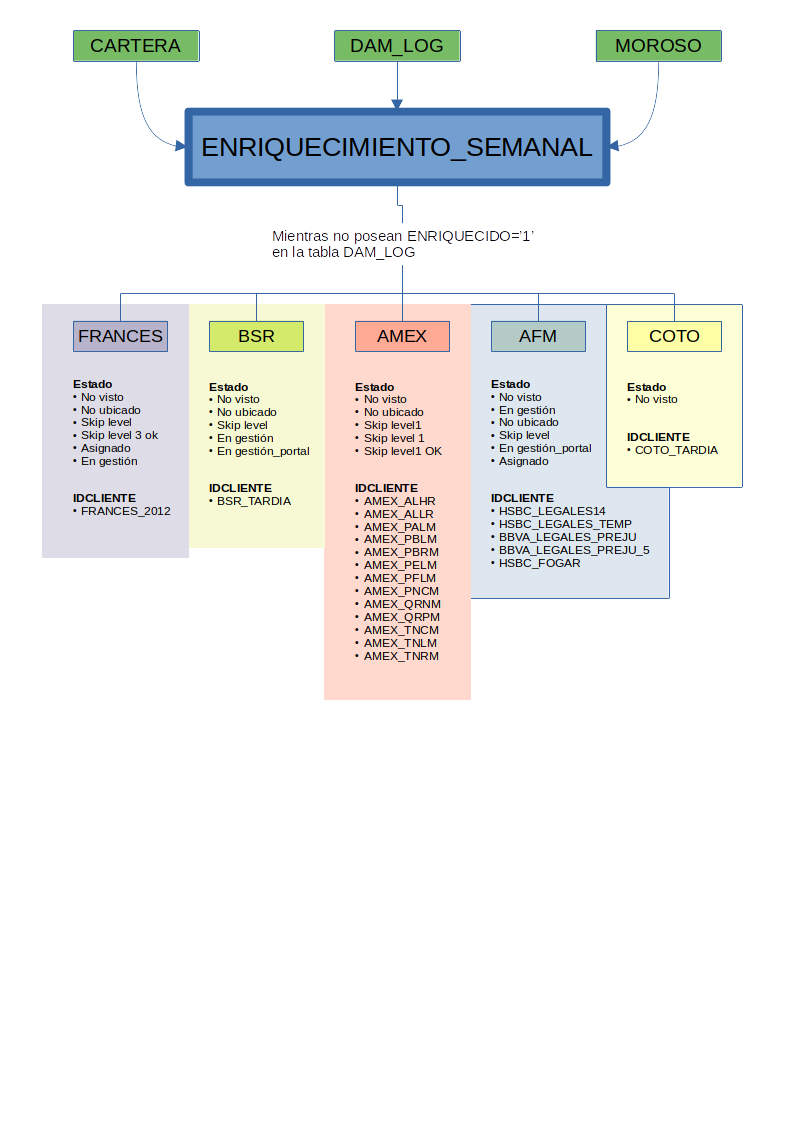 CARTERA
DAM_LOG
MOROSO
ENRIQUECIMIENTO_SEMANAL
Mientras no posean ENRIQUECIDO='1'
en la tabla DAM_LOG
FRANCES
Estado
• No visto
• No ubicado
• Skip level
• Skip level 3 ok
• Asignado
• En gestión
IDCLIENTE
• FRANCES_2012
BSR
Estado
• No visto
• No ubicado
• Skip level
• En gestión
• En gestión_portal
IDCLIENTE
• BSR_TARDIA
AMEX
Estado
• No visto
• No ubicado
• Skip level1
• Skip level 1
• Skip level1 OK
IDCLIENTE
• AMEX_ALHR
• AMEX_ALLR
• AMEX_PALM
• AMEX_PBLM
• AMEX_PBRM
• AMEX_PELM
• AMEX_PFLM
• AMEX_PNCM
• AMEX_QRNM
• AMEX_QRPM
• AMEX_TNCM
• AMEX_TNLM
• AMEX_TNRM
AFM
Estado
• No visto
• En gestión
• No ubicado
• Skip level
• En gestión_portal
• Asignado
IDCLIENTE
• HSBC_LEGALES14
• HSBC_LEGALES_TEMP
• BBVA_LEGALES_PREJU
• BBVA_LEGALES_PREJU_5
• HSBC_FOGAR
COTO
Estado
• No visto
IDCLIENTE
• COTO_TARDIA